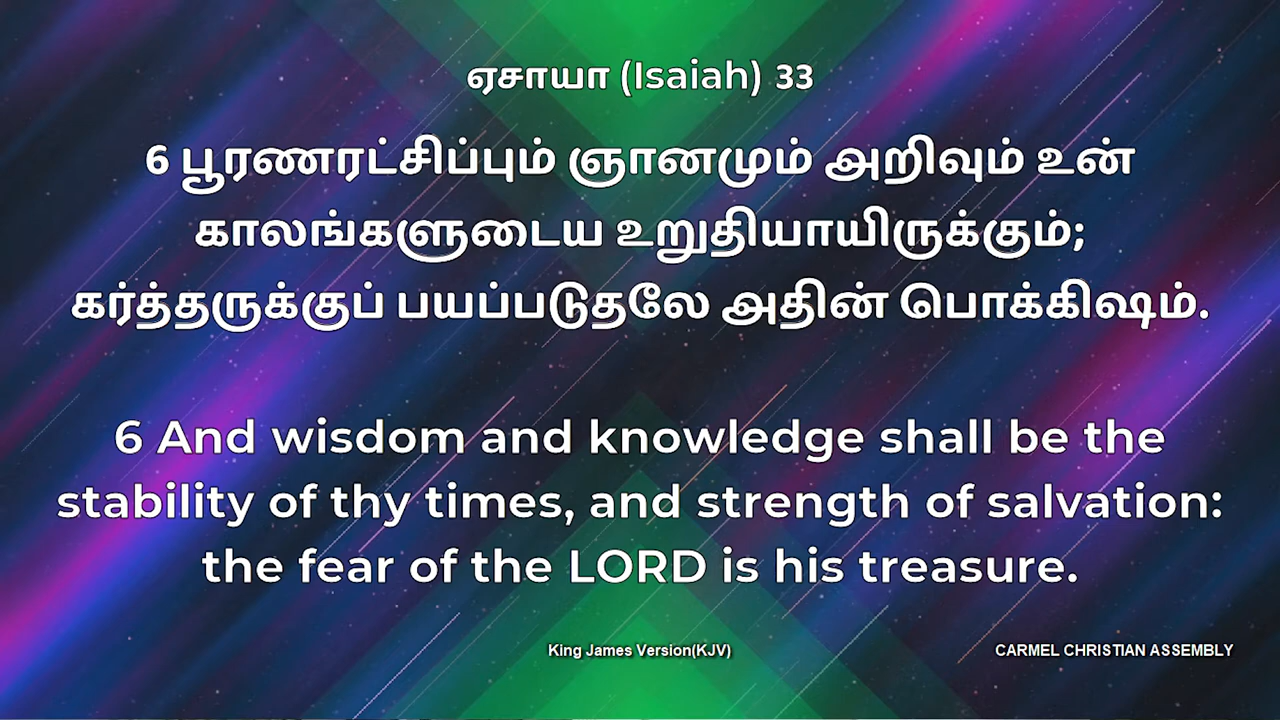 ஏசாயா (Isaiah) 33
6 பூரணரட்சிப்பும் ஞானமும் அறிவும் உன்
காலங்களுடைய உறுதியாயிருக்கும்;
கர்த்தருக்குப் பயப்படுதலே அதின் பொக்கிஷம்.
6 And wisdom and knowledge shall be the
stability of thy times, and strength of salvation:
the fear of the LORD is his treasure.
King James Version(KJV)
CARMEL CHRISTIAN ASSEMBLY